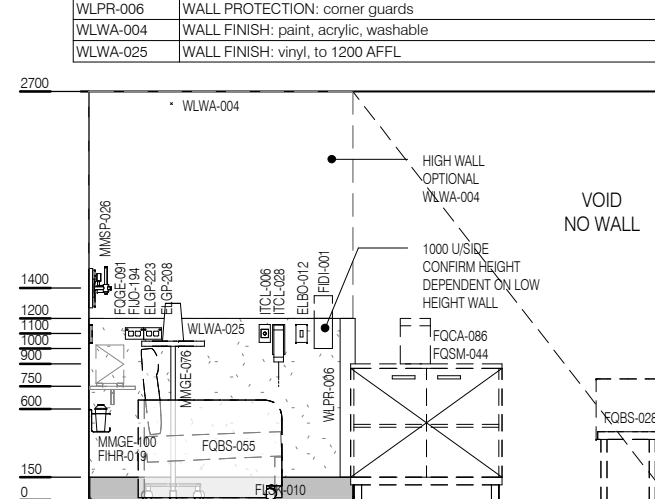 WLPR-006 WALL PROTECTION: corner guards
WLWA-004 WALL FINISH: paint, acrylic, washable
WLWA-025 WALL FINISH: vinyl, to 1200 AFFL
2700
WLWA-004
HIGH WALL
OPTIONAL
WLWA-004
VOID
NO WALL
MMSP-026
1000 U/SIDE
CONFIRM HEIGHT
DEPENDENT ON LOW
HEIGHT WALL
FQGE-091
FIJO-194
ELGP-223
ELGP-208
ITCL-006
ITCL-028
ELBO-012
FIDI-001
1400
1200
1100
1000
900
750
600
150
0
WLWA-025
FQCA-086
FQSM-044
MMGE-076
WLPR-006
FQBS-028
MMGE-100
FIHR-019
FQBS-055